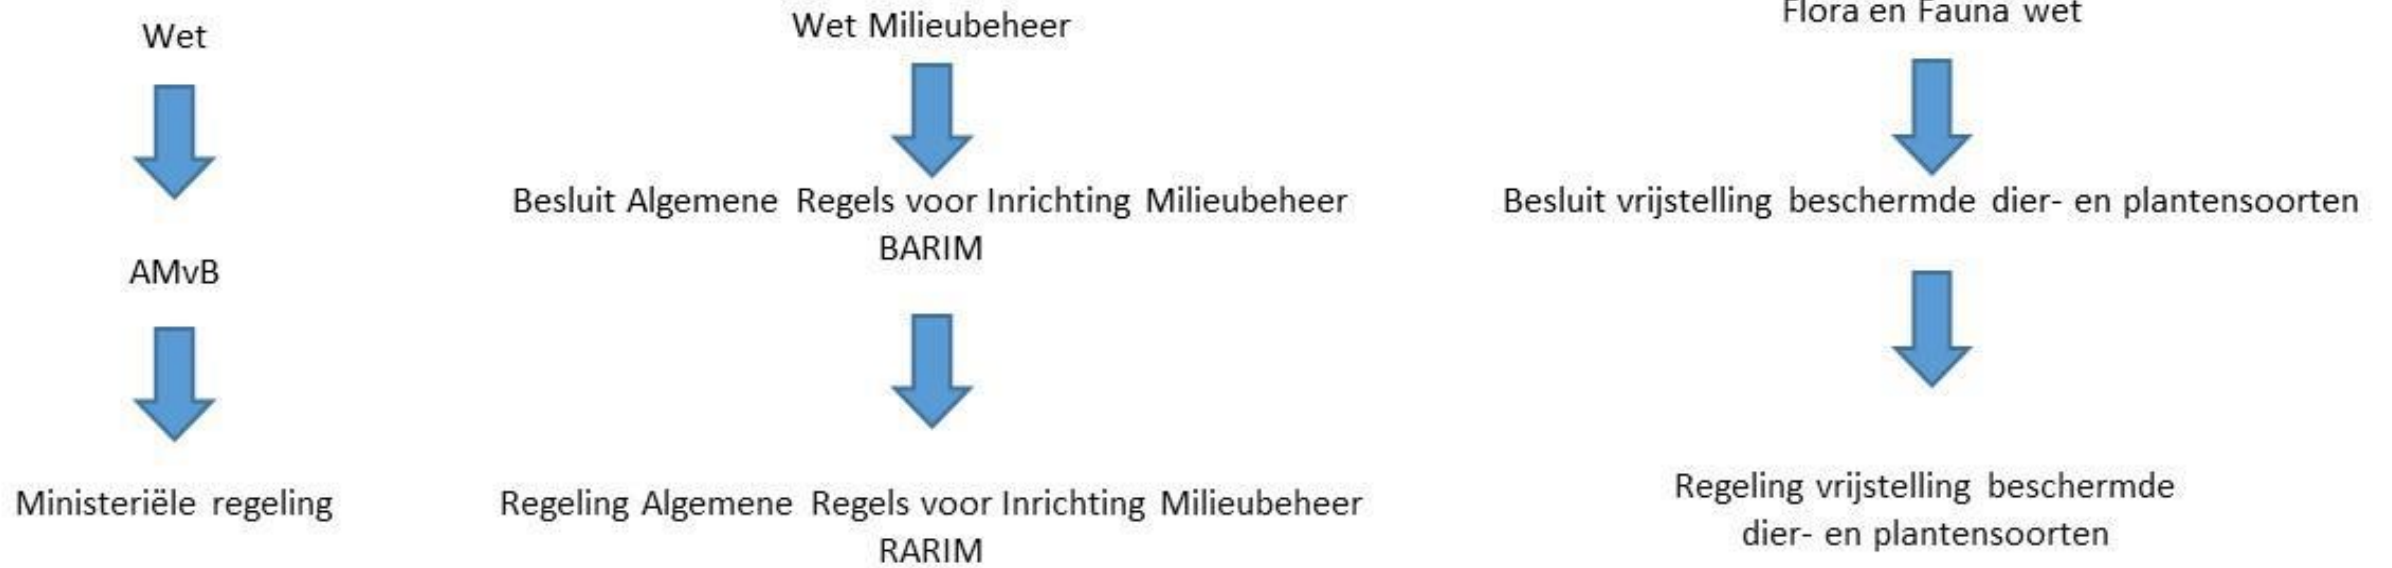 Wet
AMvB
Ministeriële regeling
Wet Milieubeheer
Besluit Algemene Regels voor Inrichting Milieubeheer
BARIM
Regeling Algemene Regels voor Inrichting Milieubeheer
RARIM
Flora en Fauna wet
Besluit vrijstelling beschermde dier- en plantensoorten
Regeling vrijstelling beschermde
dier- en plantensoorten